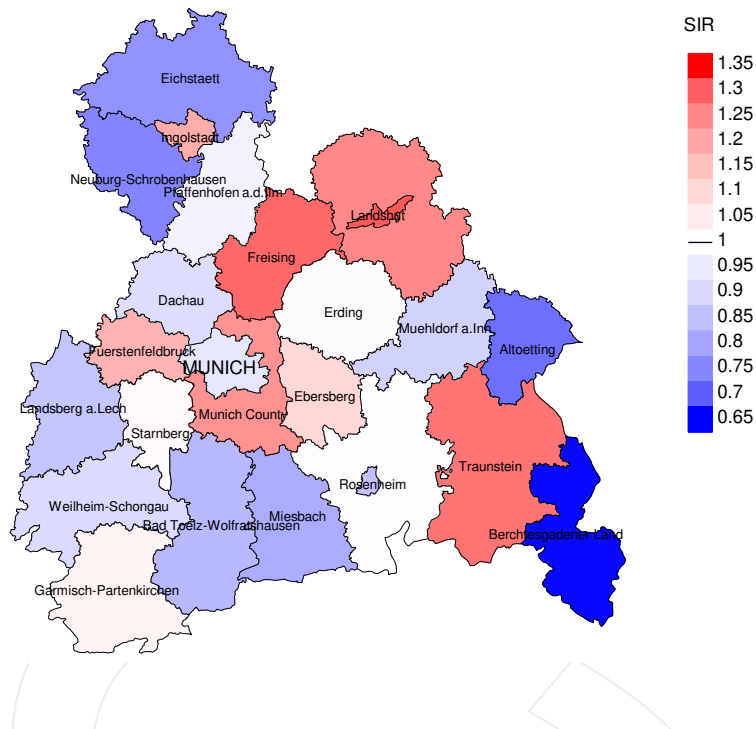 SIR
1.35
1.3
1.25
1.2
1.15
1.1
1.05
1
0.95
0.9
0.85
0.8
0.75
0.7
0.65
Eichstaett
Ingolstadt
Neuburg-Schrobenhausen
Pfaffenhofen a.d.Ilm
Landshut
Freising
Dachau
Erding
Muehldorf a.Inn
Fuerstenfeldbruck
Altoetting
MUNICH
Ebersberg
Landsberg a.Lech
Munich County
Starnberg
Traunstein
Rosenheim
Weilheim-Schongau
Miesbach
Bad Toelz-Wolfratshausen
Berchtesgadener Land
Garmisch-Partenkirchen